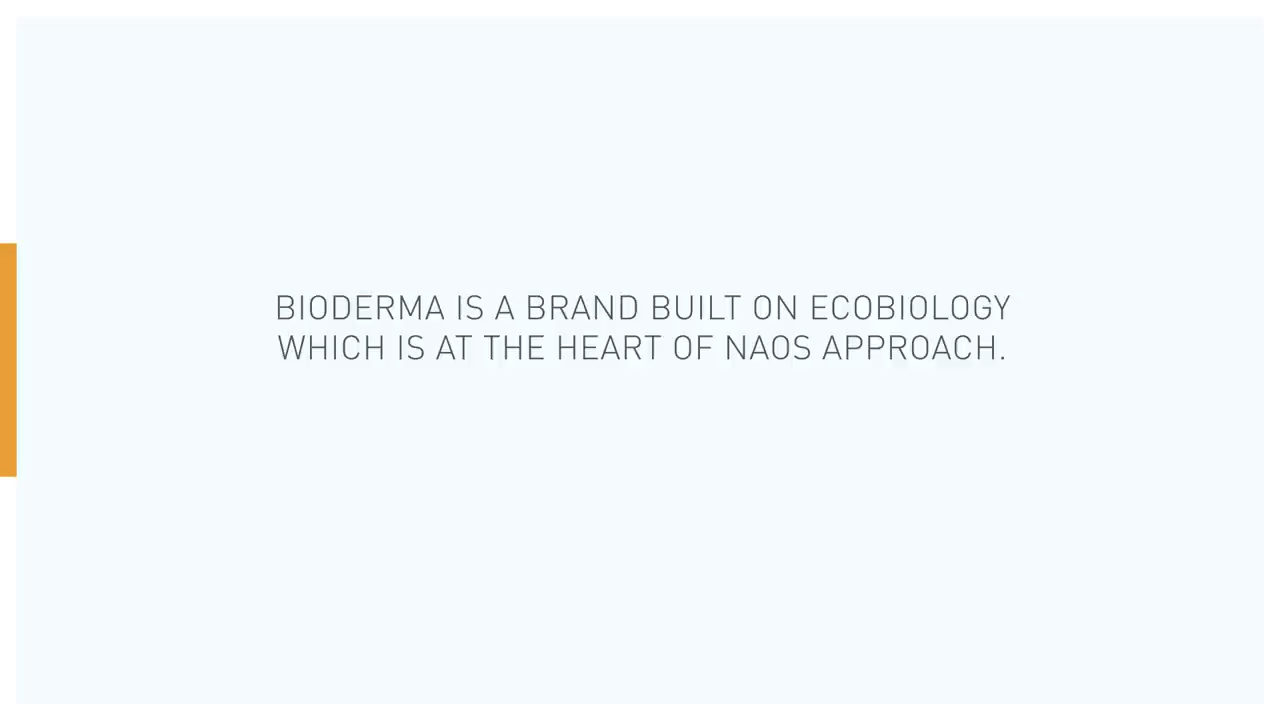 BIODERMA IS A BRAND BUILT ON ECOBIOLOGY
WHICH IS AT THE HEART OF NAOS APPROACH.